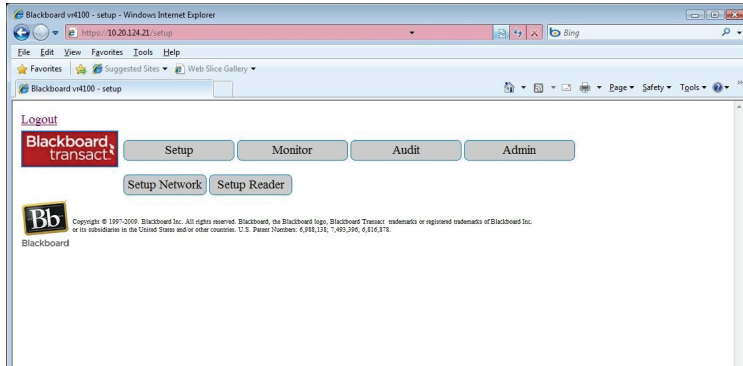 Blackboard vr4100 - setup - Windows Internet Explorer
https://10.20.124.21/setup
Bing
File Edit View Favorites Tools Help
Favorites Suggested Sites Web Slice Gallery
Blackboard vr4100 - setup
Page Safety Tools
Logout
Blackboard
transact.
Setup Monitor Audit Admin
Setup Network Setup Reader
Bb
Blackboard
Copyright © 1997-2009. Blackboard Inc. All rights reserved. Blackboard, the Blackboard logo, Blackboard Transact trademarks or registered trademarks of Blackboard Inc.
or its subsidiaries in the United States and/or other countries. U.S. Patent Numbers: 6,988,138; 7,493,396; 6,816,878.